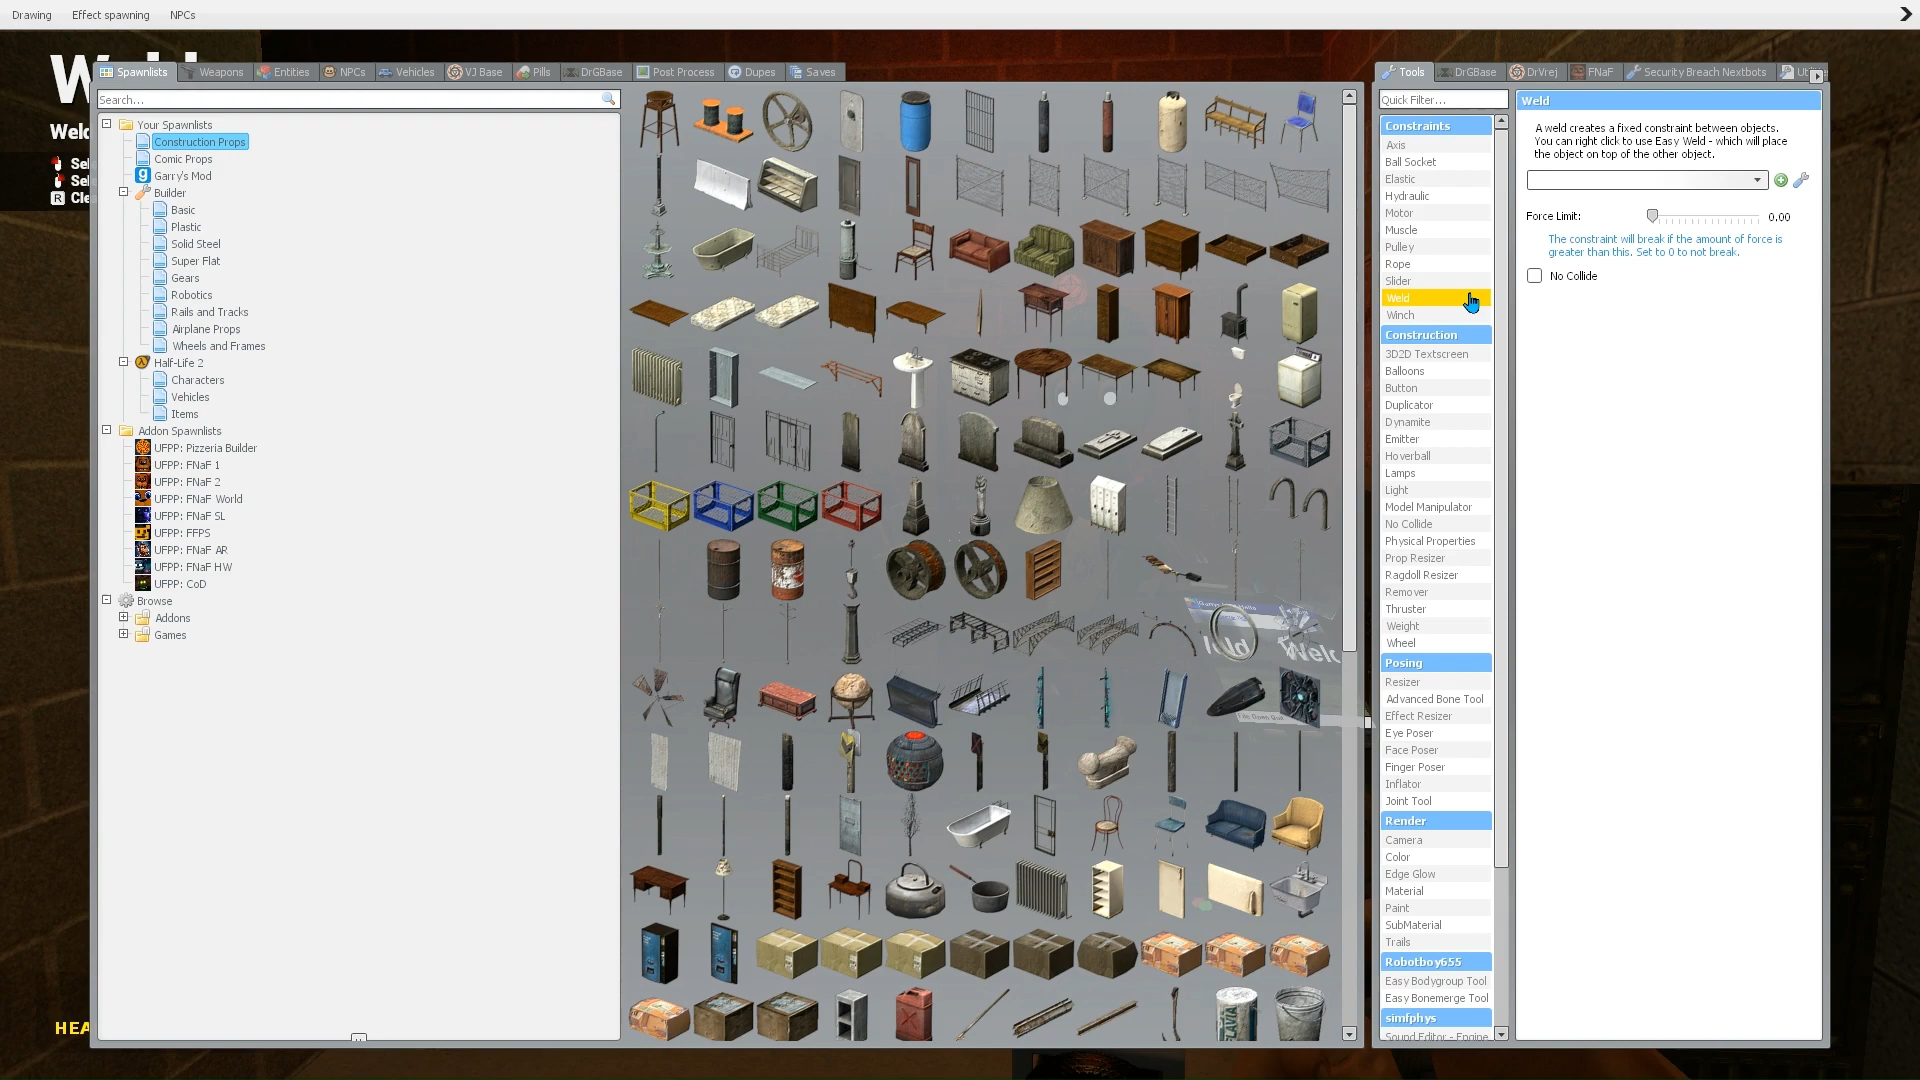 Drawing Effect spawning NPCs
Spawnlists Weapons Entities NPCs Vehicles VJ Base Pills DrGBase Post Process Dupes Saves
Search...
Your Spawnlists
Construction Props
Comic Props
Garry's Mod
Builder
Basic
Plastic
Solid Steel
Super Flat
Gears
Robotics
Rails and Tracks
Airplane Props
Wheels and Frames
Half-Life 2
Characters
Vehicles
Items
Addon Spawnlists
UFPP: Pizzeria Builder
UFPP: FNaF 1
UFPP: FNaF 2
UFPP: FNaF World
UFPP: FNaF SL
UFPP: FFPS
UFPP: FNaF AR
UFPP: FNaF HW
UFPP: CoD
Browse
Addons
Games
R
HEA
Tools DrGBase DrVrej FNaF Security Breach Nextbots
Quick Filter...
Constraints
Axis
Ball Socket
Elastic
Hydraulic
Motor
Muscle
Pulley
Rope
Slider
Weld
Winch
Construction
3D2D Textscreen
Balloons
Button
Duplicator
Dynamite
Emitter
Hoverball
Lamps
Light
Model Manipulator
No Collide
Physical Properties
Prop Resizer
Ragdoll Resizer
Remover
Thruster
Weight
Wheel
Posing
Resizer
Advanced Bone Tool
Effect Resizer
Eye Poser
Face Poser
Finger Poser
Inflator
Joint Tool
Render
Camera
Color
Edge Glow
Material
Paint
SubMaterial
Trails
Robotboy655
Easy Bodygroup Tool
Easy Bonemerge Tool
simfphys
Sound Editor - Engine
Weld
A weld creates a fixed constraint between objects.
You can right click to use Easy Weld - which will place
the object on top of the other object.
Force Limit: 0.00
The constraint will break if the amount of force is
greater than this. Set to 0 to not break.
No Collide